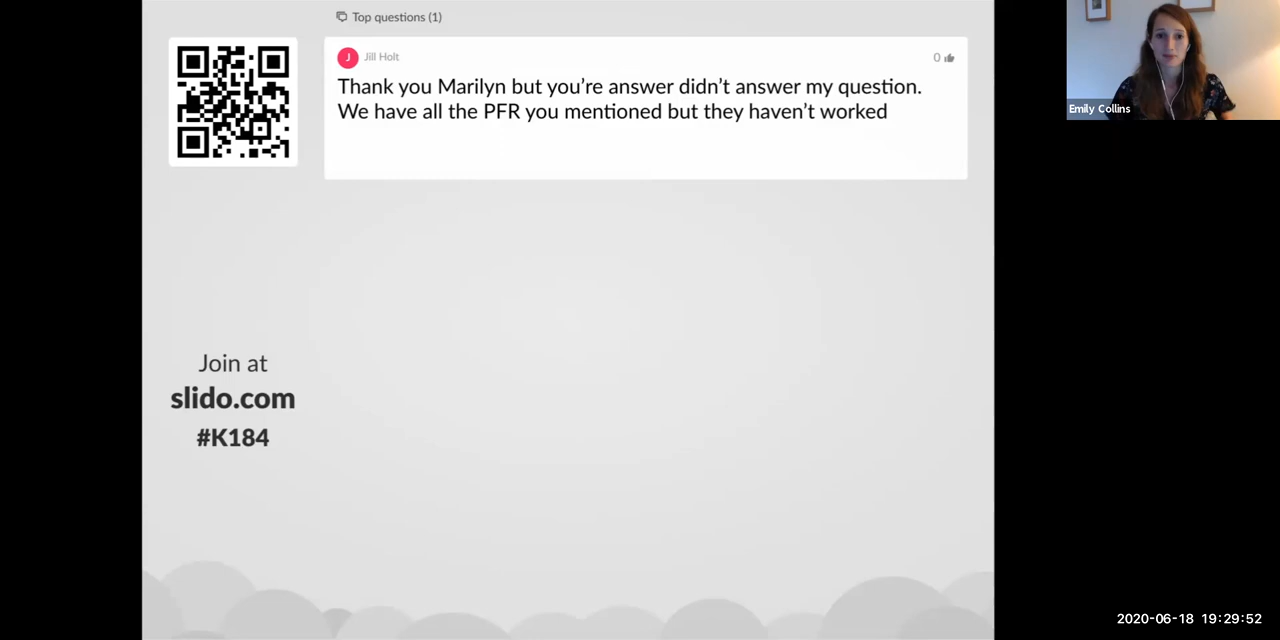 Top questions (1)
J Jill Holt 0
Thank you Marilyn but you’re answer didn’t answer my question.
We have all the PFR you mentioned but they haven’t worked
Emily Collins
Join at
slido.com
#K184
2020-06-18 19:29:52